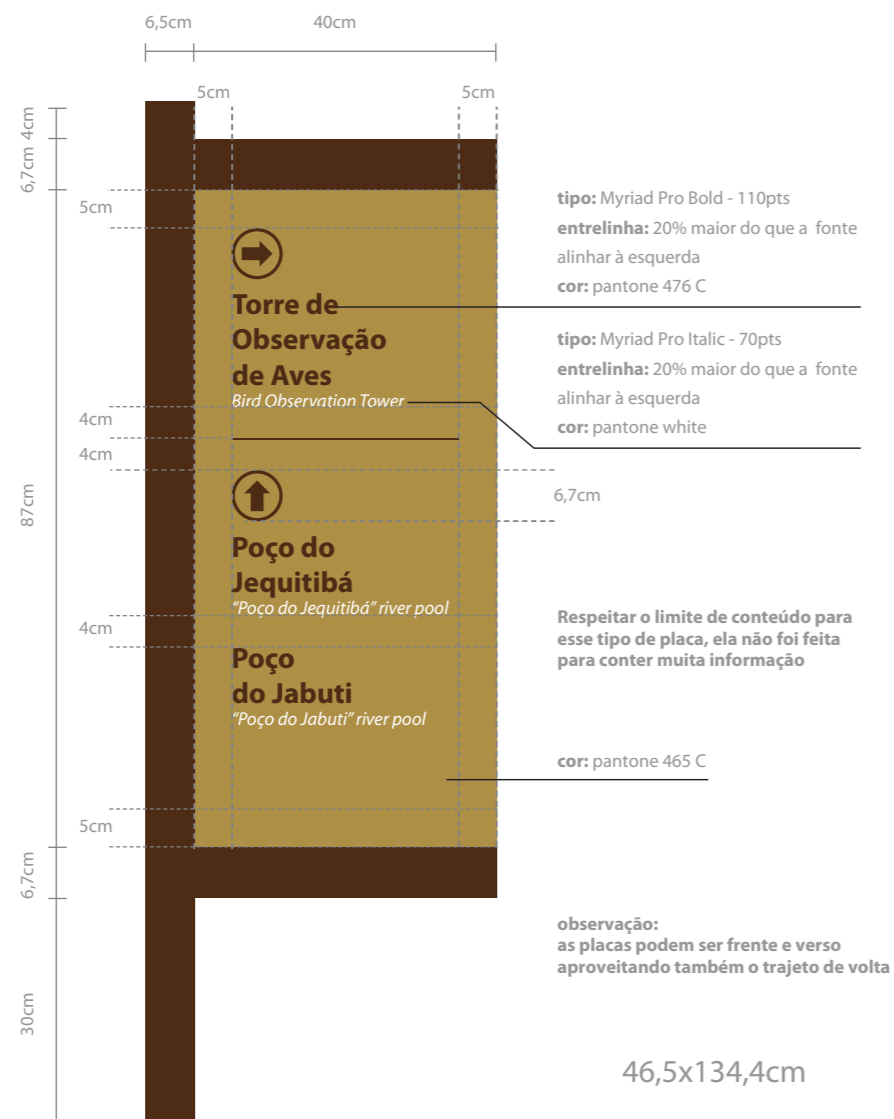 6,5cm
40cm
5cm
5cm
4cm
6,7cm
5cm
tipo: Myriad Pro Bold - 110pts
entrelinha: 20% maior do que a fonte
alinhar à esquerda
cor: pantone 476 C
Torre de
Observação
de Aves
Bird Observation Tower
tipo: Myriad Pro Italic - 70pts
entrelinha: 20% maior do que a fonte
alinhar à esquerda
cor: pantone white
4cm
4cm
87cm
6,7cm
Poço do
Jequitibá
“Poço do Jequitibá” river pool
4cm
Respeitar o limite de conteúdo para
esse tipo de placa, ela não foi feita
para conter muita informação
Poço
do Jabuti
“Poço do Jabuti” river pool
cor: pantone 465 C
5cm
6,7cm
observação:
as placas podem ser frente e verso
aproveitando também o trajeto de volta
30cm
46,5x134,4cm